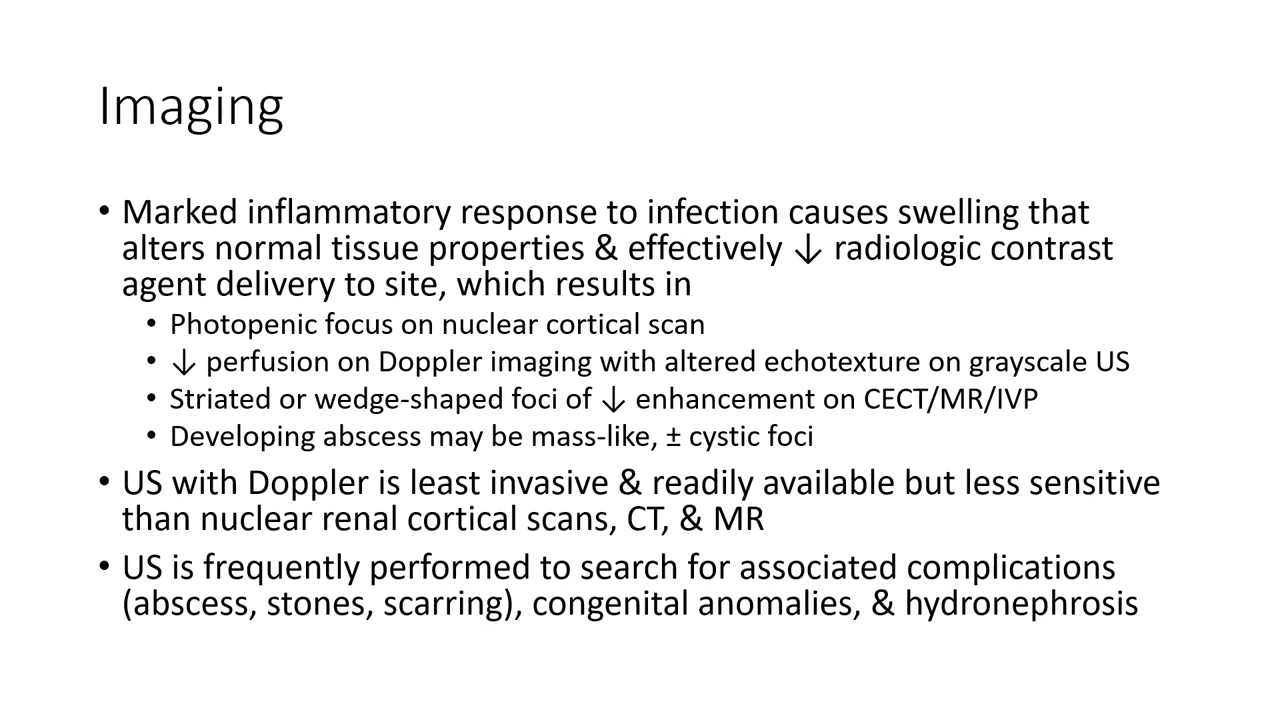 Imaging
• Marked inflammatory response to infection causes swelling that
alters normal tissue properties & effectively ↓ radiologic contrast
agent delivery to site, which results in
• Photopenic focus on nuclear cortical scan
• ↓ perfusion on Doppler imaging with altered echotexture on grayscale US
• Striated or wedge-shaped foci of ↓ enhancement on CECT/MR/IVP
• Developing abscess may be mass-like, ± cystic foci
• US with Doppler is least invasive & readily available but less sensitive
than nuclear renal cortical scans, CT, & MR
• US is frequently performed to search for associated complications
(abscess, stones, scarring), congenital anomalies, & hydronephrosis